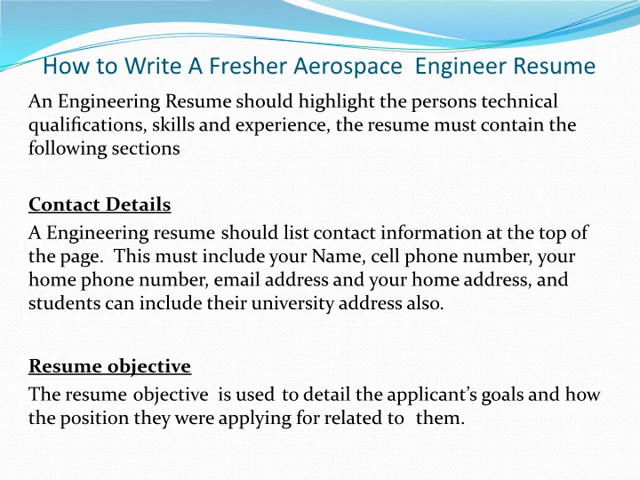 How to Write A Fresher Aerospace Engineer Resume
An Engineering Resume should highlight the persons technical
qualifications, skills and experience, the resume must contain the
following sections
Contact Details
A Engineering resume should list contact information at the top of
the page. This must include your Name, cell phone number, your
home phone number, email address and your home address, and
students can include their university address also.
Resume objective
The resume objective is used to detail the applicant's goals and how
the position they were applying for related to them.